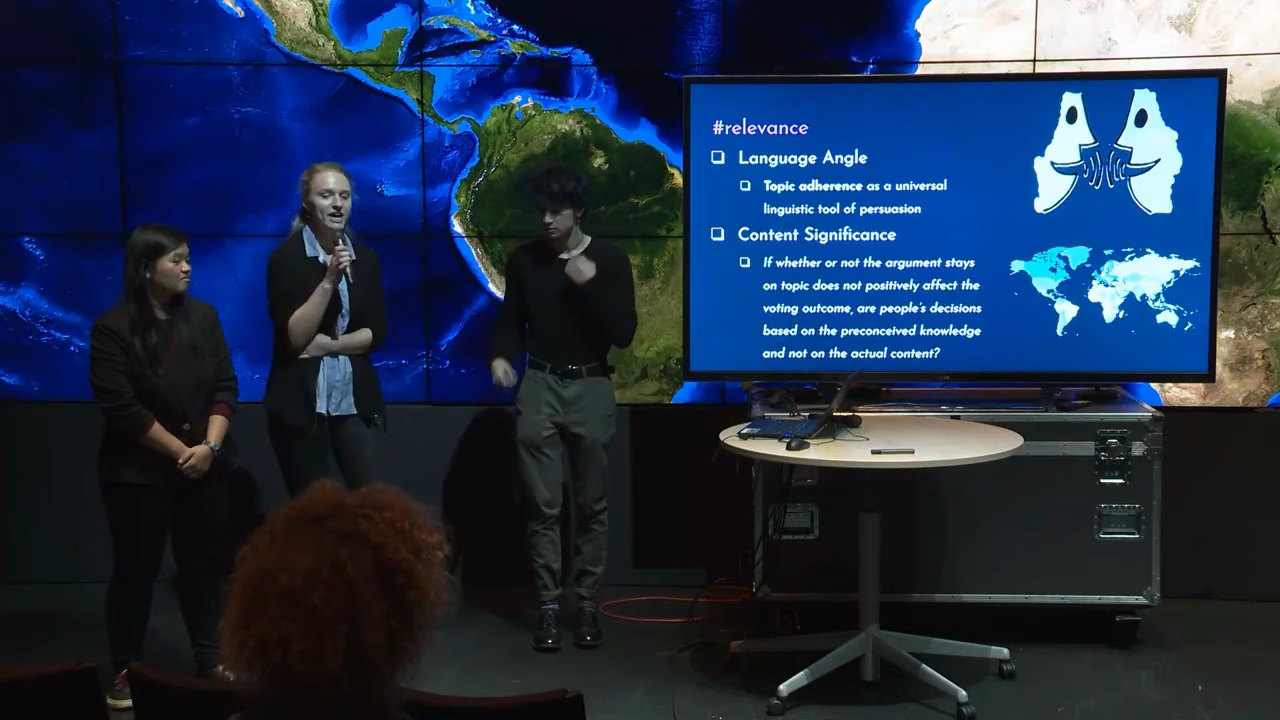 #relevance
Language Angle
Topic adherence as a universal
linguistic tool of persuasion
Content Significance
If whether or not the argument stays
on topic does not positively affect the
voting outcome, are people's decisions
based on the preconceived knowledge
and not on the actual content?